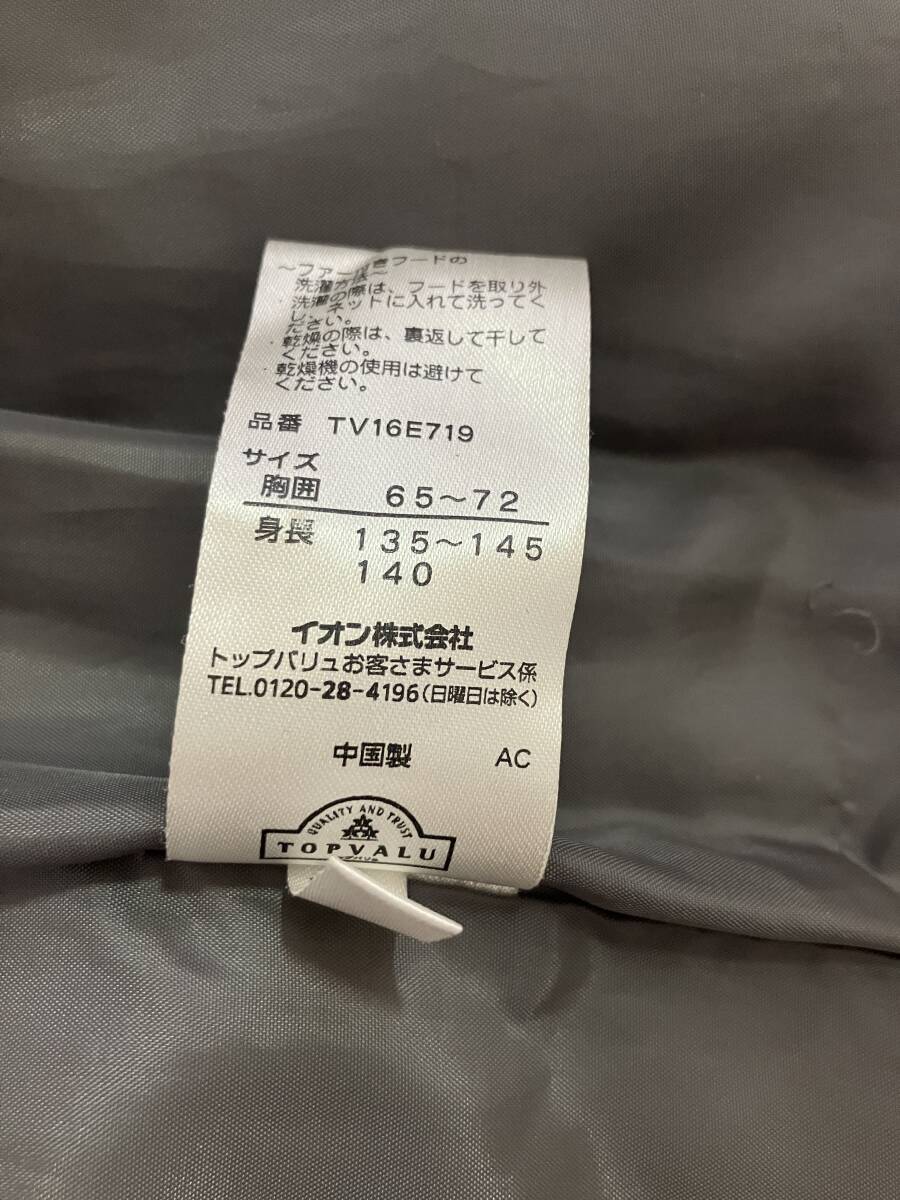 きフードの
～ファー
洗濯方法～
・洗濯の際は、フードを取り外
し、ネットに入れて洗ってく
ださい。
・乾燥の際は、裏返して干して
ください。
・乾燥機の使用は避けて
ください。
品番 TV16E719
サイズ
胸囲 65～72
身長 135～145
140
イオン株式会社
トップバリュお客さまサービス係
TEL.0120-28-4196(日曜日は除く)
中国製 AC
QUALITY AND TRUST
TOPVALU